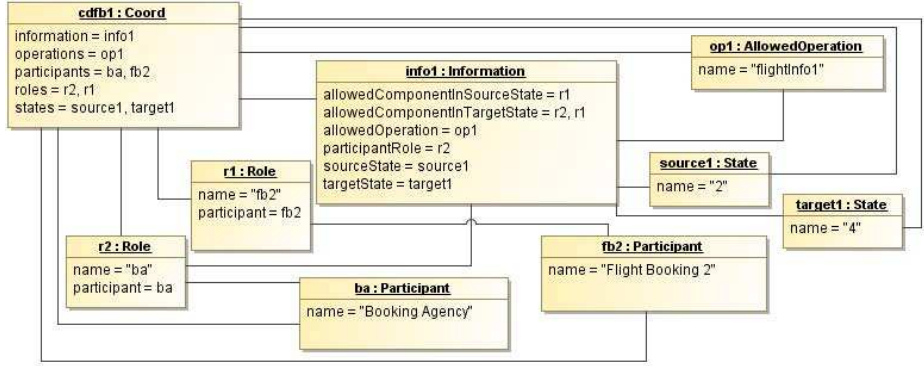 cdfb1 : Coord
information = info1
operations = op1
participants = ba, fb2
roles = r2, r1
states = source1, target1
op1 : AllowedOperation
name = "flightInfo1"
info1 : Information
allowedComponentInSourceState = r1
allowedComponentInTargetState = r2, r1
allowedOperation = op1
participantRole = r2
sourceState = source1
targetState = target1
source1 : State
name = "2"
r1 : Role
name = "fb2"
participant = fb2
target1 : State
name = "4"
r2 : Role
name = "ba"
participant = ba
fb2 : Participant
name = "Flight Booking 2"
ba : Participant
name = "Booking Agency"